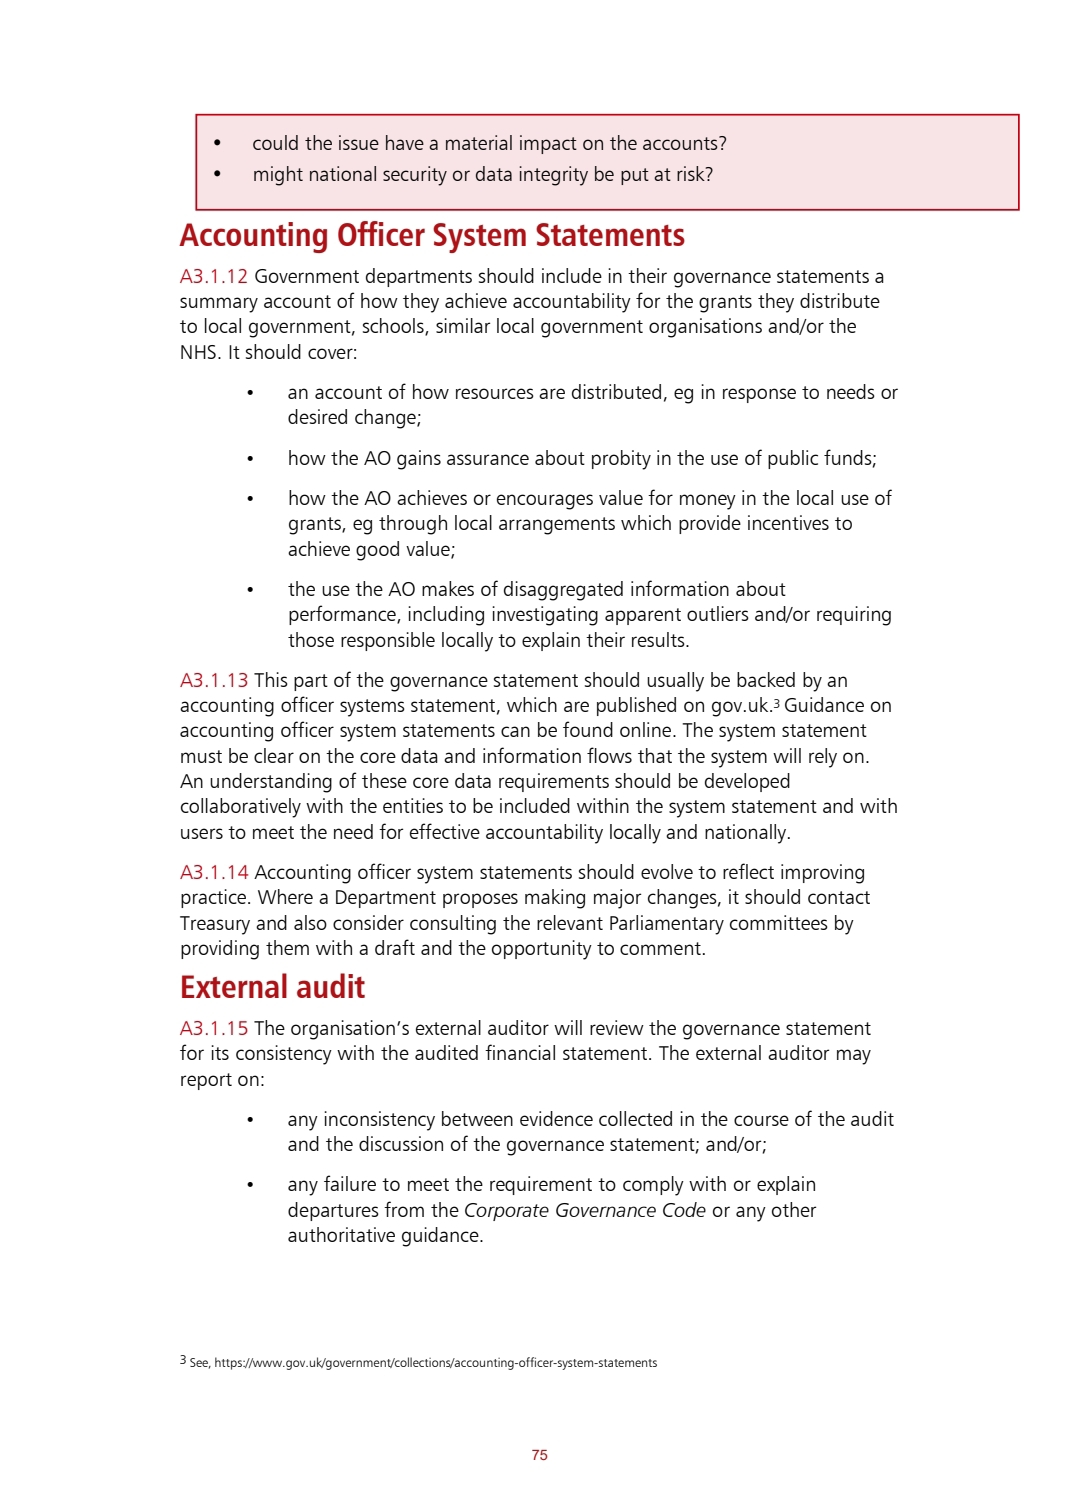 • could the issue have a material impact on the accounts?
• might national security or data integrity be put at risk?
Accounting Officer System Statements
A3.1.12 Government departments should include in their governance statements a
summary account of how they achieve accountability for the grants they distribute
to local government, schools, similar local government organisations and/or the
NHS. It should cover:
• an account of how resources are distributed, eg in response to needs or
desired change;
• how the AO gains assurance about probity in the use of public funds;
• how the AO achieves or encourages value for money in the local use of
grants, eg through local arrangements which provide incentives to
achieve good value;
• the use the AO makes of disaggregated information about
performance, including investigating apparent outliers and/or requiring
those responsible locally to explain their results.
A3.1.13 This part of the governance statement should usually be backed by an
accounting officer systems statement, which are published on gov.uk.3 Guidance on
accounting officer system statements can be found online. The system statement
must be clear on the core data and information flows that the system will rely on.
An understanding of these core data requirements should be developed
collaboratively with the entities to be included within the system statement and with
users to meet the need for effective accountability locally and nationally.
A3.1.14 Accounting officer system statements should evolve to reflect improving
practice. Where a Department proposes making major changes, it should contact
Treasury and also consider consulting the relevant Parliamentary committees by
providing them with a draft and the opportunity to comment.
External audit
A3.1.15 The organisation’s external auditor will review the governance statement
for its consistency with the audited financial statement. The external auditor may
report on:
• any inconsistency between evidence collected in the course of the audit
and the discussion of the governance statement; and/or;
• any failure to meet the requirement to comply with or explain
departures from the Corporate Governance Code or any other
authoritative guidance.
3 See, https://www.gov.uk/government/collections/accounting-officer-system-statements
75